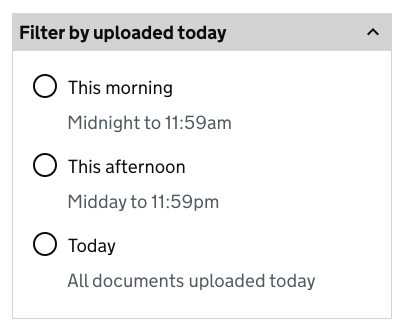 Filter by uploaded today
This morning
Midnight to 11:59am
This afternoon
Midday to 11:59pm
Today
All documents uploaded today